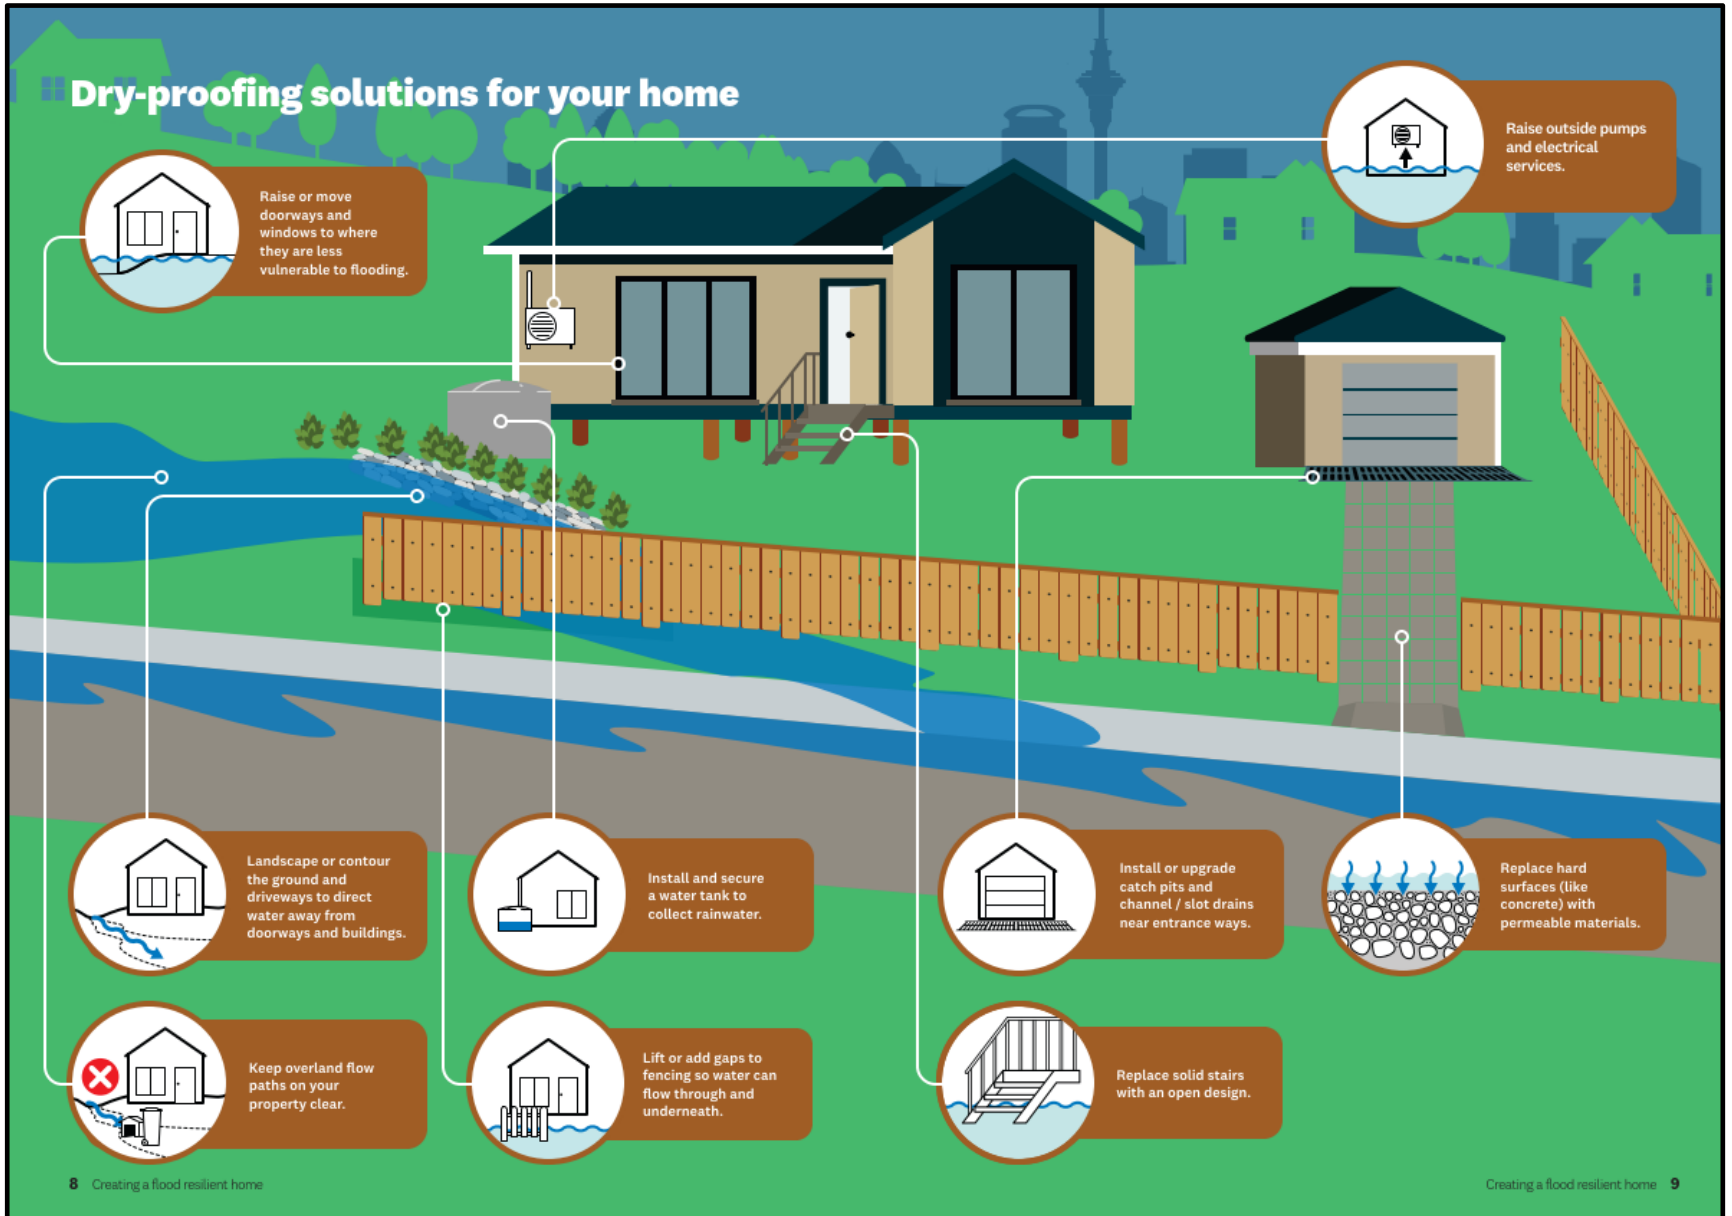 Dry-proofing solutions for your home
Raise outside pumps
and electrical
services.
Raise or move
doorways and
windows to where
they are less
vulnerable to flooding.
Landscape or contour
the ground and
driveways to direct
water away from
doorways and buildings.
Install and secure
a water tank to
collect rainwater.
Install or upgrade
catch pits and
channel / slot drains
near entrance ways.
Replace hard
surfaces (like
concrete) with
permeable materials.
Keep overland flow
paths on your
property clear.
Lift or add gaps to
fencing so water can
flow through and
underneath.
Replace solid stairs
with an open design.
8 Creating a flood resilient home
Creating a flood resilient home 9